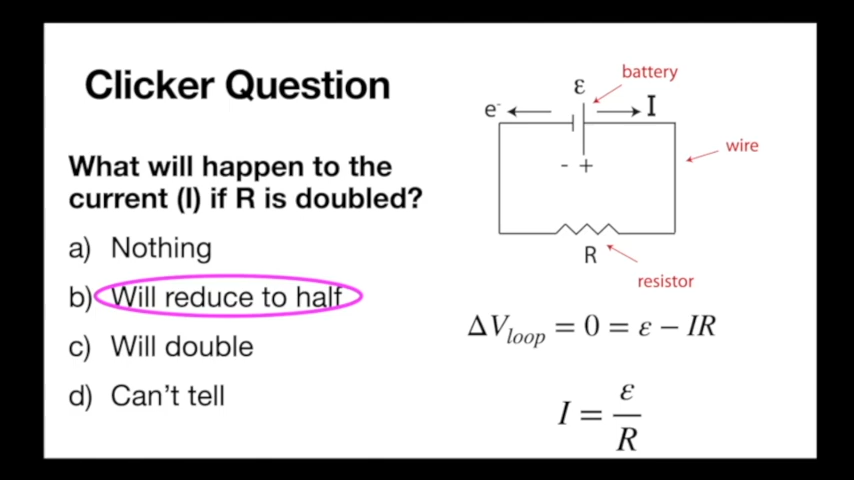 Clicker Question
What will happen to the
current (I) if R is doubled?
a) Nothing
b) Will reduce to half
c) Will double
d) Can't tell
battery
ε
e⁻
I
wire
- +
R
resistor
ΔV_loop = 0 = ε − IR
I = ε/R